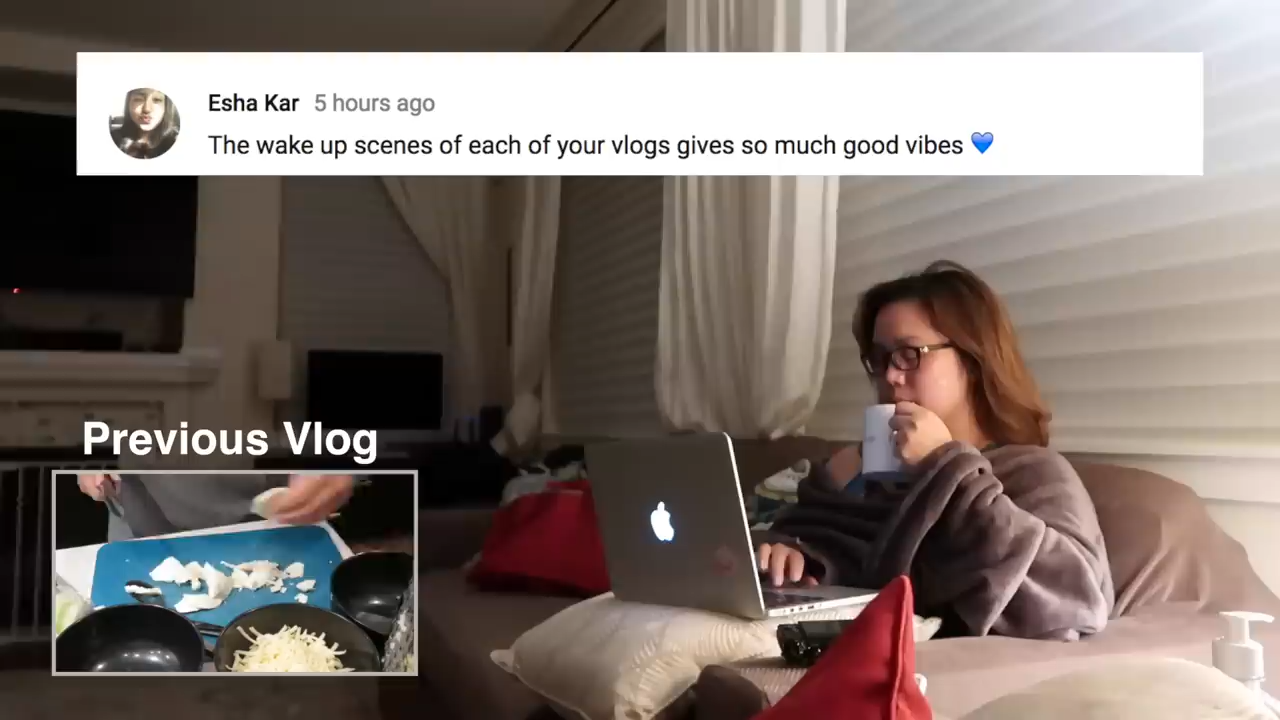 Esha Kar 5 hours ago
The wake up scenes of each of your vlogs gives so much good vibes 💙
Previous Vlog